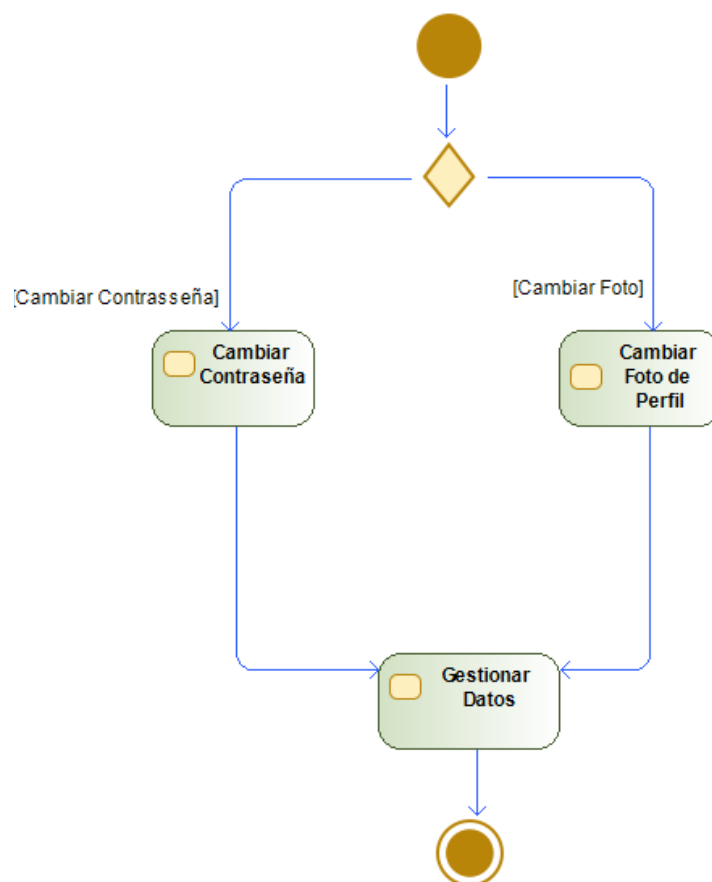 [Cambiar Contrasseña]
[Cambiar Foto]
Cambiar
Contraseña
Cambiar
Foto de
Perfil
Gestionar
Datos